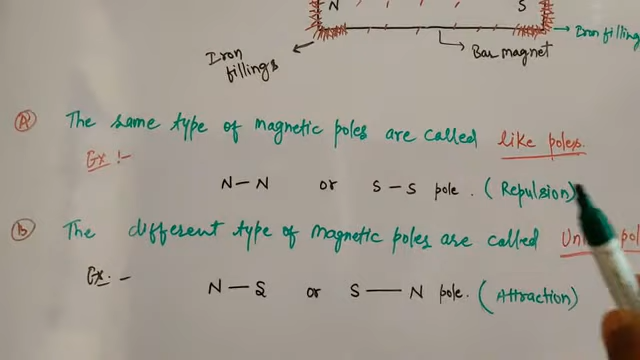 N S
Iron fillings
Bar magnet
Iron filling
A) The same type of magnetic poles are called like poles.
Ex :-
N – N or S – S pole. (Repulsion)
B) The different type of magnetic poles are called
Ex. –
N – S or S – N pole. (Attraction)